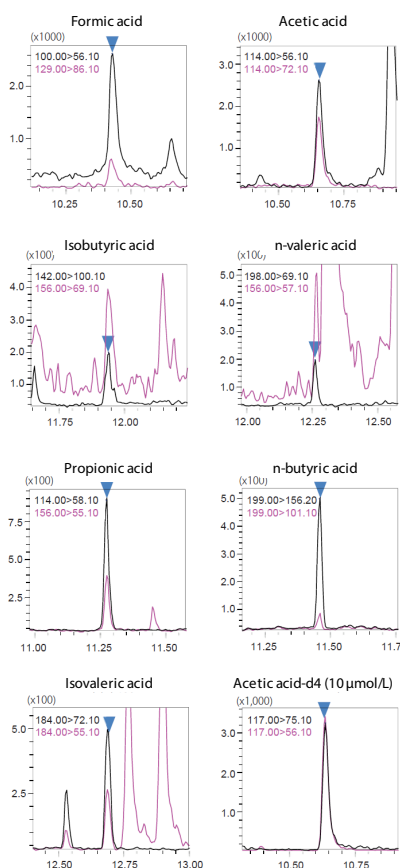 Formic acid
(x1000)
100.00>56.10
129.00>86.10
2.0
1.0
10.25 10.50
Acetic acid
(x1000)
114.00>56.10
114.00>72.10
3.0
2.0
1.0
10.50 10.75
Isobutyric acid
(x100)
142.00>100.10
156.00>69.10
4.0
3.0
2.0
1.0
11.75 12.00
n-valeric acid
(x100)
198.00>69.10
156.00>57.10
5.0
4.0
3.0
2.0
1.0
12.00 12.25 12.50
Propionic acid
(x100)
114.00>58.10
156.00>55.10
7.5
5.0
2.5
11.00 11.25 11.50
n-butyric acid
(x100)
199.00>156.20
199.00>101.10
5.0
4.0
3.0
2.0
1.0
11.25 11.50 11.7
Isovaleric acid
(x100)
184.00>72.10
184.00>55.10
5.0
2.5
12.50 12.75 13.00
Acetic acid-d4 (10 µmol/L)
(x1,000)
117.00>75.10
117.00>56.10
3.0
2.0
1.0
10.50 10.75